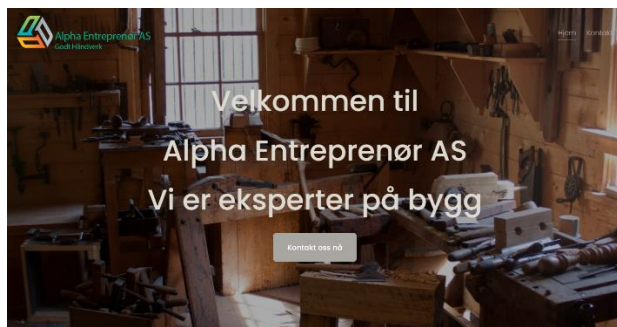 Alpha Entreprenør AS
Godt Håndverk
Hjem Kontakt
Velkommen til
Alpha Entreprenør AS
Vi er eksperter på bygg
Kontakt oss nå